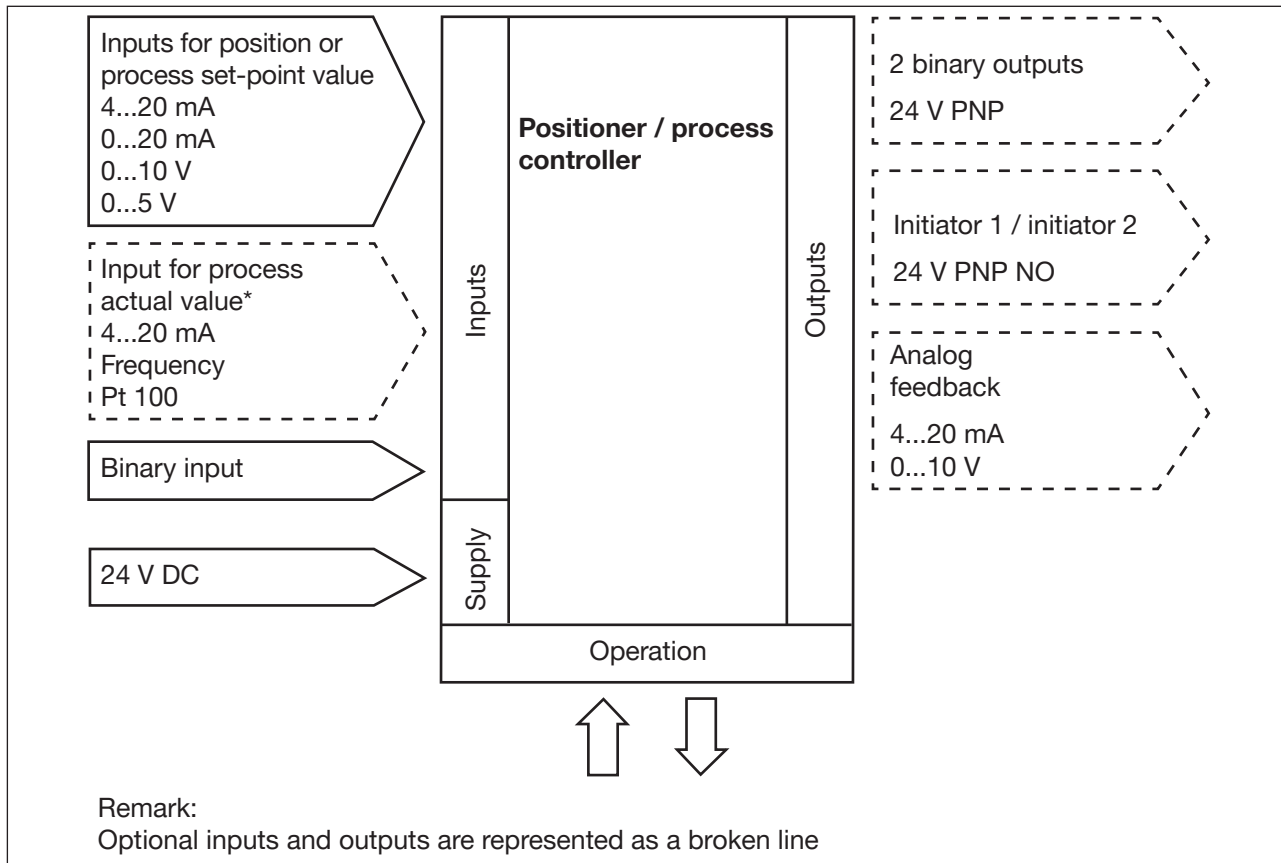 Inputs for position or
process set-point value
4...20 mA
0...20 mA
0...10 V
0...5 V
Input for process
actual value*
4...20 mA
Frequency
Pt 100
Binary input
24 V DC
Inputs
Supply
Positioner / process
controller
Operation
Outputs
2 binary outputs
24 V PNP
Initiator 1 / initiator 2
24 V PNP NO
Analog
feedback
4...20 mA
0...10 V
Remark:
Optional inputs and outputs are represented as a broken line